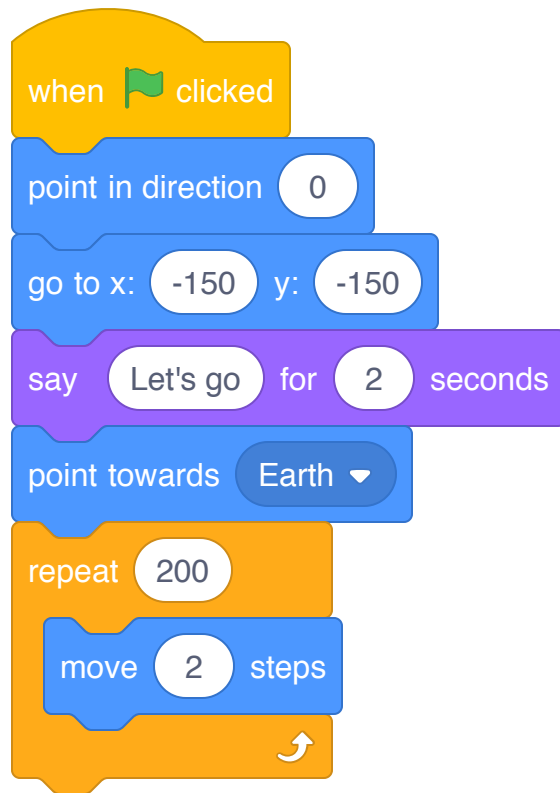 when clicked
point in direction 0
go to x: -150 y: -150
say Let's go for 2 seconds
point towards Earth
repeat 200
move 2 steps